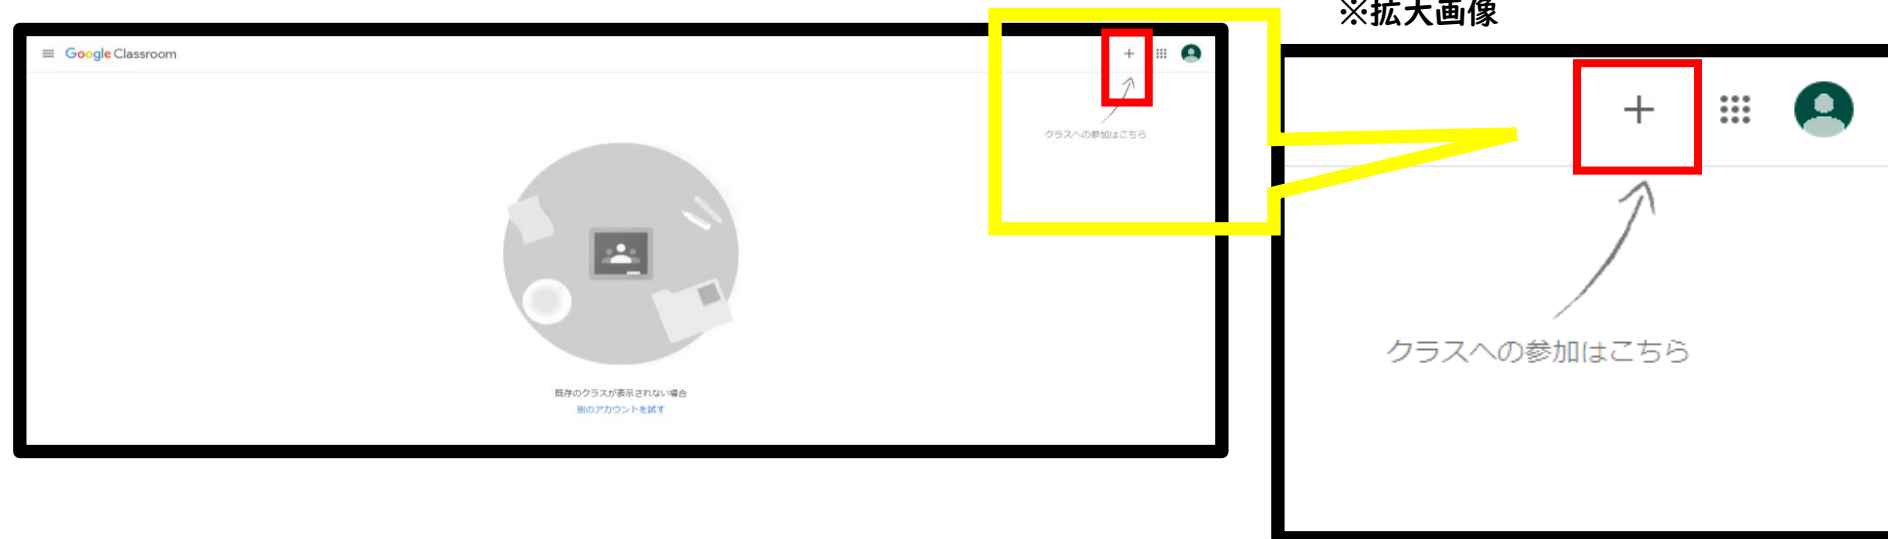 ※拡大画像
Google Classroom
クラスへの参加はこちら
既存のクラスが表示されない場合
別のアカウントを試す
クラスへの参加はこちら